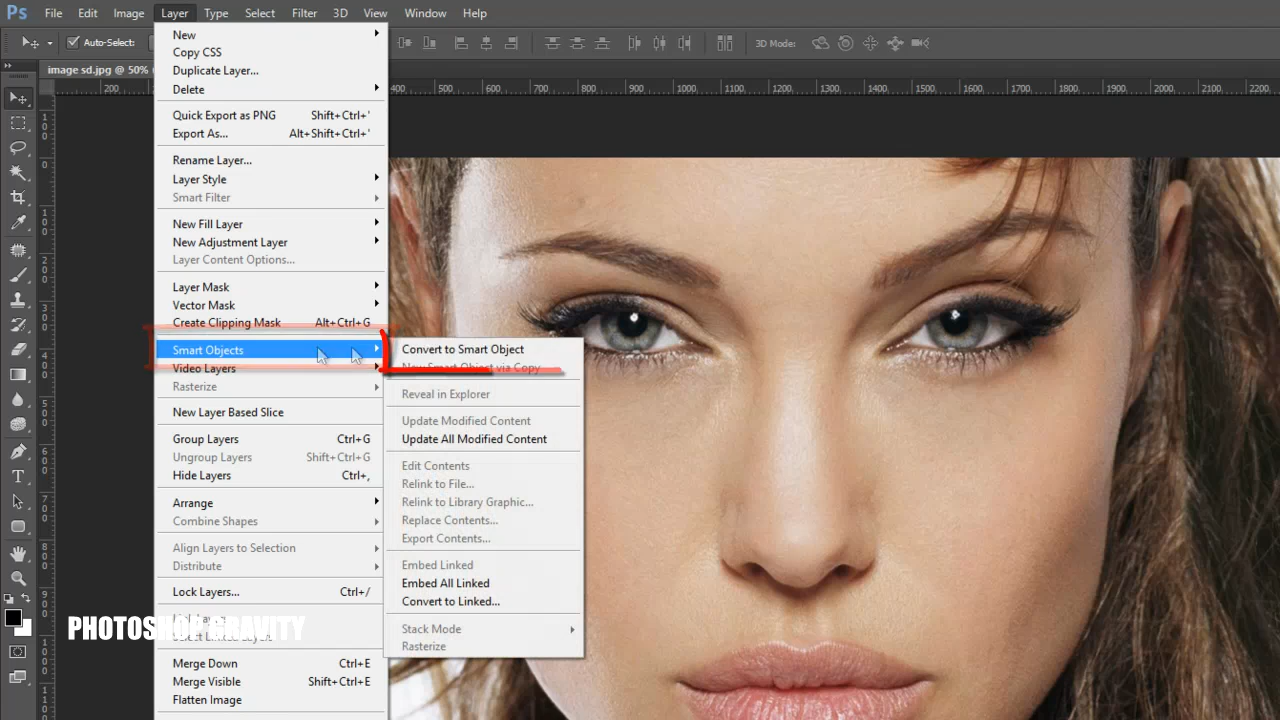 Ps File Edit Image Layer Type Select Filter 3D View Window Help
Auto-Select: 3D Mode:
image sd.jpg @ 50%
200 400 500 600 700 800 900 1000 1100 1200 1300 1400 1500 1600 1700 1800 1900 2000 2100 2200
New
Copy CSS
Duplicate Layer...
Delete
Quick Export as PNG Shift+Ctrl+'
Export As... Alt+Shift+Ctrl+'
Rename Layer...
Layer Style
Smart Filter
New Fill Layer
New Adjustment Layer
Layer Content Options...
Layer Mask
Vector Mask
Create Clipping Mask Alt+Ctrl+G
Smart Objects
Video Layers
Rasterize
New Layer Based Slice
Group Layers Ctrl+G
Ungroup Layers Shift+Ctrl+G
Hide Layers Ctrl+,
Arrange
Combine Shapes
Align Layers to Selection
Distribute
Lock Layers... Ctrl+/
PHOTOSHOP GRAVITY
Merge Down Ctrl+E
Merge Visible Shift+Ctrl+E
Flatten Image
Convert to Smart Object
New Smart Object via Copy
Reveal in Explorer
Update Modified Content
Update All Modified Content
Edit Contents
Relink to File...
Relink to Library Graphic...
Replace Contents...
Export Contents...
Embed Linked
Embed All Linked
Convert to Linked...
Stack Mode
Rasterize